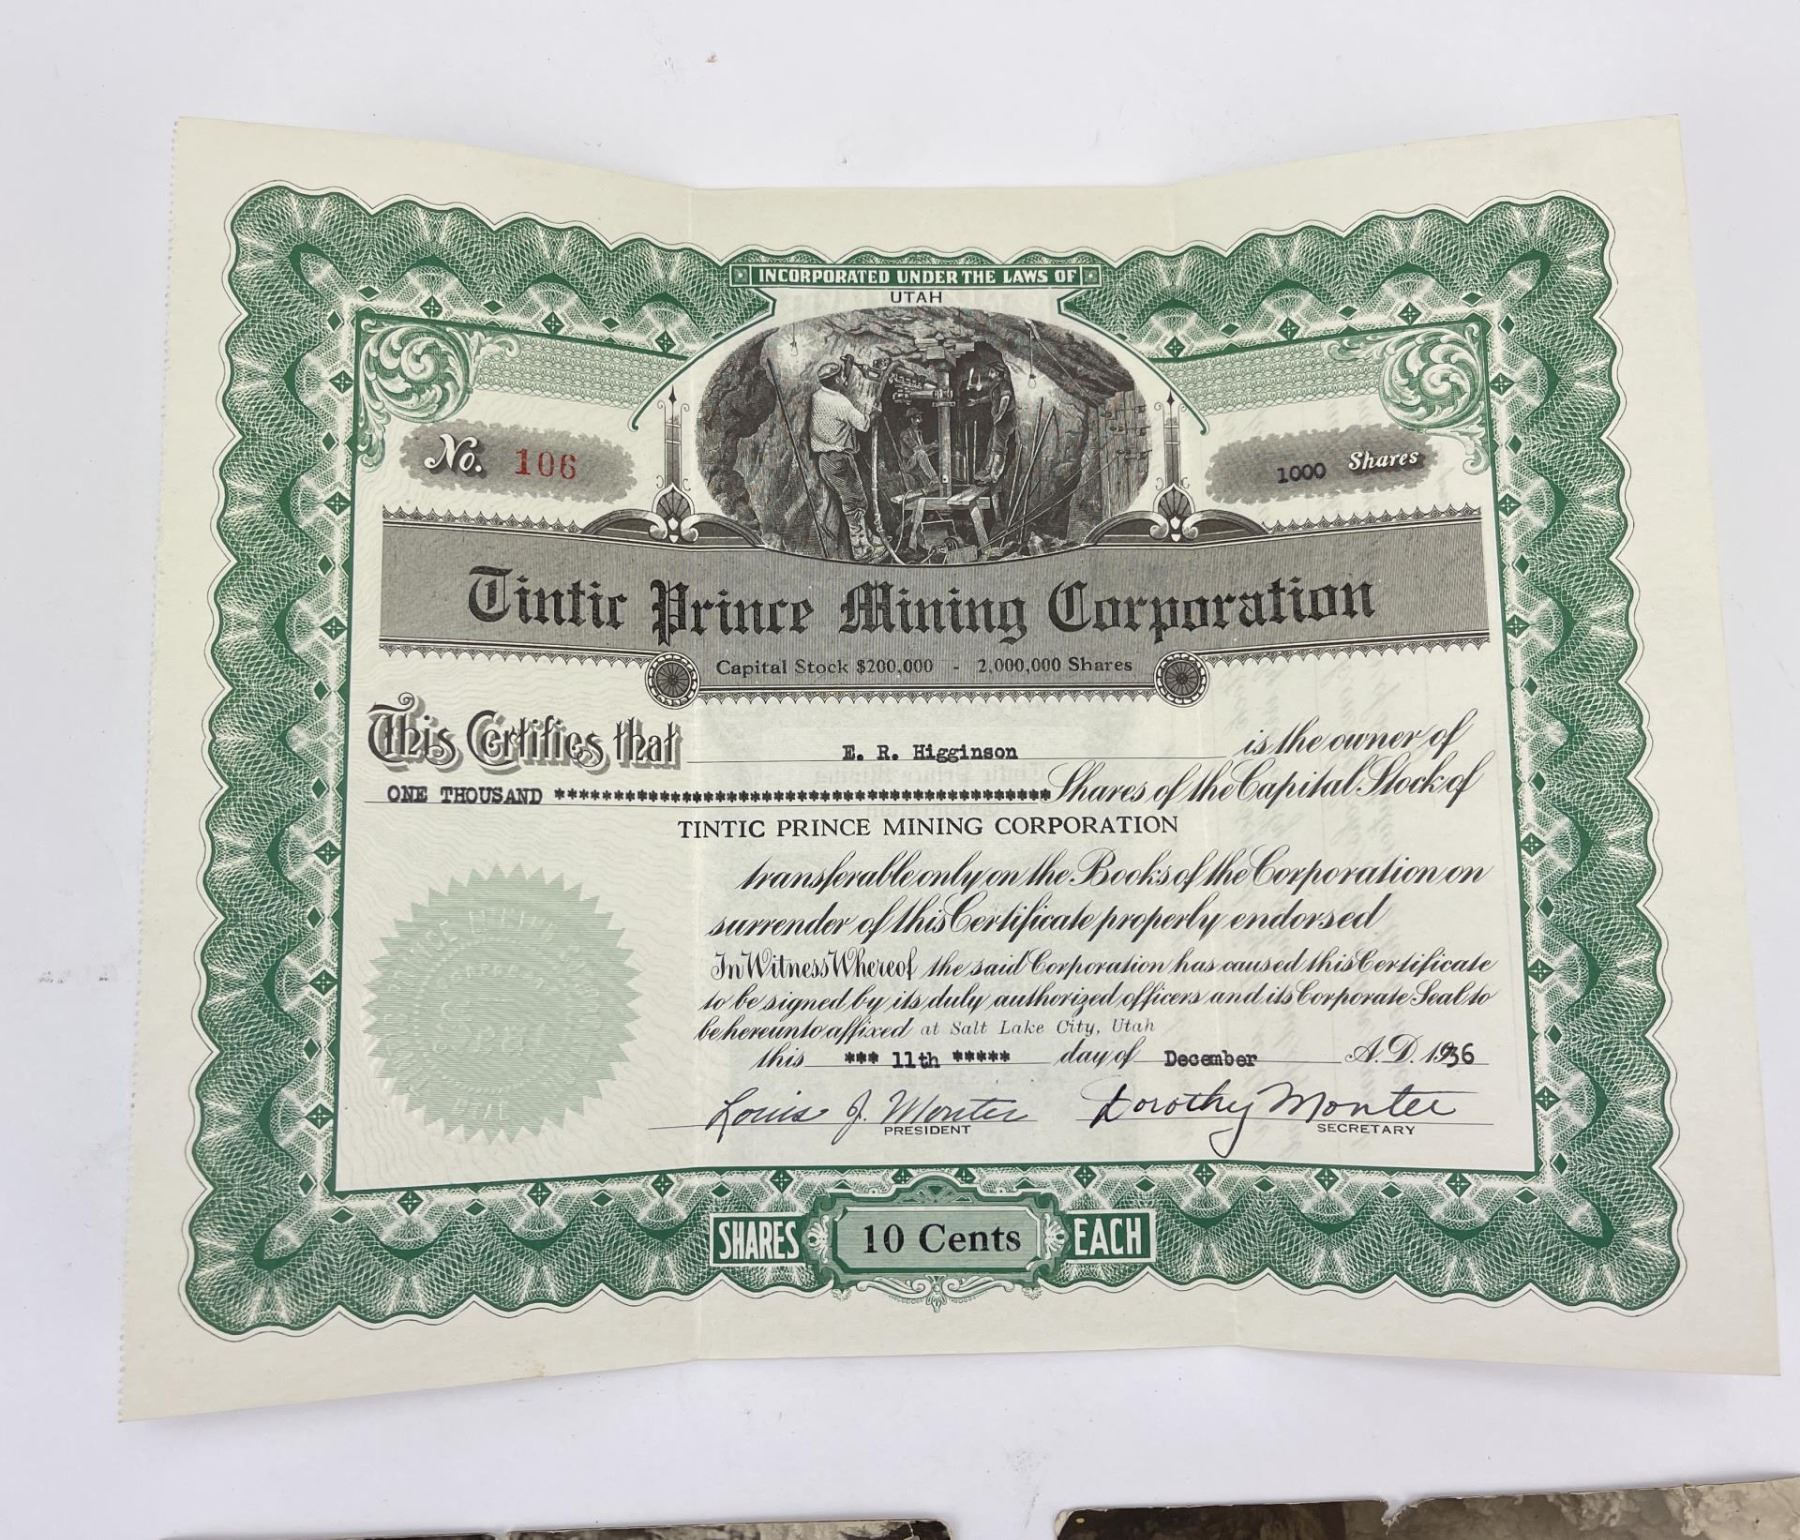 INCORPORATED UNDER THE LAWS OF
UTAH
No. 106
1000 Shares
Tintic Prince Mining Corporation
Capital Stock $200,000 - 2,000,000 Shares
This Certifies that E. R. Higginson is the owner of
ONE THOUSAND ******************************************* Shares of the Capital Stock of
TINTIC PRINCE MINING CORPORATION
transferable only on the Books of the Corporation on
surrender of this Certificate properly endorsed
In Witness Whereof the said Corporation has caused this Certificate
to be signed by its duly authorized officers and its Corporate Seal to
be hereunto affixed at Salt Lake City, Utah
this *** 11th ***** day of December A.D. 1936
Louis J. Montee Dorothy Montee
PRESIDENT SECRETARY
SHARES 10 Cents EACH